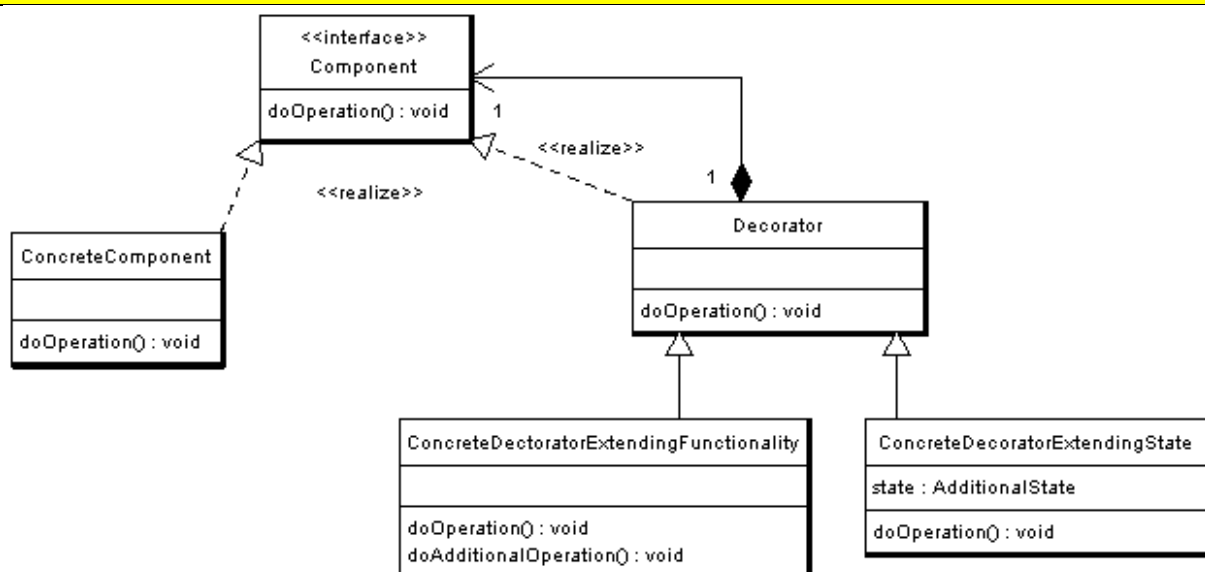 <<interface>>
Component
doOperation() : void
1
<<realize>>
<<realize>>
1
Decorator
doOperation() : void
ConcreteComponent
doOperation() : void
ConcreteDectoratorExtendingFunctionality
doOperation() : void
doAdditionalOperation() : void
ConcreteDecoratorExtendingState
state : AdditionalState
doOperation() : void